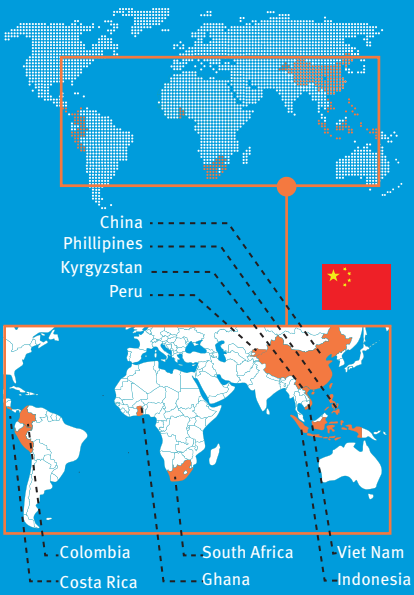 China
Phillipines
Kyrgyzstan
Peru
Colombia
South Africa
Viet Nam
Costa Rica
Ghana
Indonesia